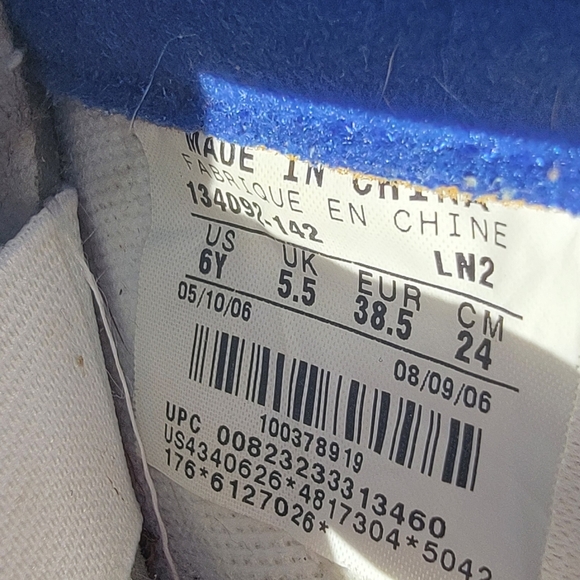 MADE IN CHINA
FABRIQUE EN CHINE
134092-142 LN2
US UK EUR CM
6Y 5.5 38.5 24
05/10/06 08/09/06
100378919
UPC 00823233313460
US4340626*4817304*5042
176*6127026*